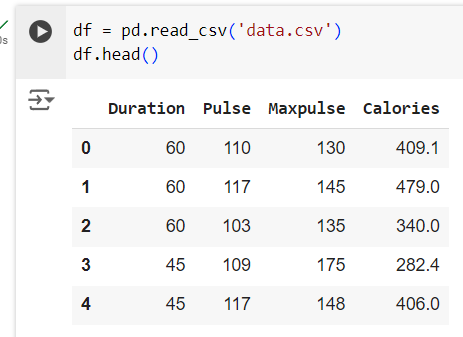 df = pd.read_csv('data.csv')
df.head()
Duration Pulse Maxpulse Calories
0 60 110 130 409.1
1 60 117 145 479.0
2 60 103 135 340.0
3 45 109 175 282.4
4 45 117 148 406.0